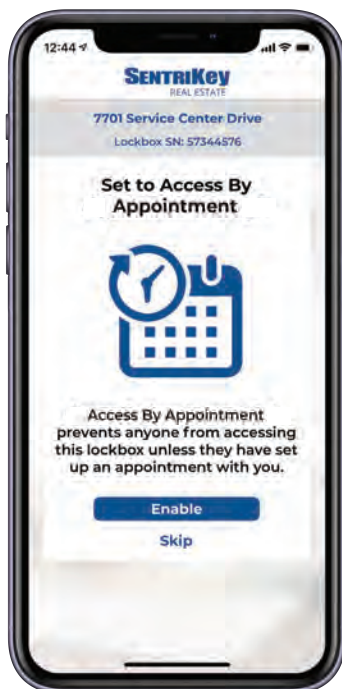 12:44
SENTRIKEY
REAL ESTATE
7701 Service Center Drive
Lockbox SN: 57344576
Set to Access By
Appointment
Access By Appointment
prevents anyone from accessing
this lockbox unless they have set
up an appointment with you.
Enable
Skip